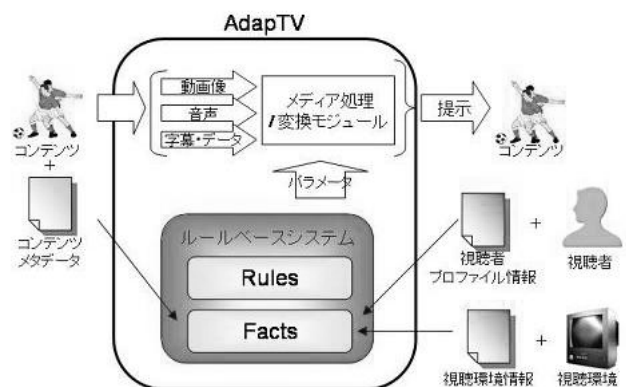 AdapTV
コンテンツ
+
コンテンツ
メタデータ
動画像
音声
字幕・データ
メディア処理
/変換モジュール
パラメータ
提示
コンテンツ
ルールベースシステム
Rules
Facts
+
視聴者
プロファイル情報
視聴者
+
視聴環境情報
視聴環境